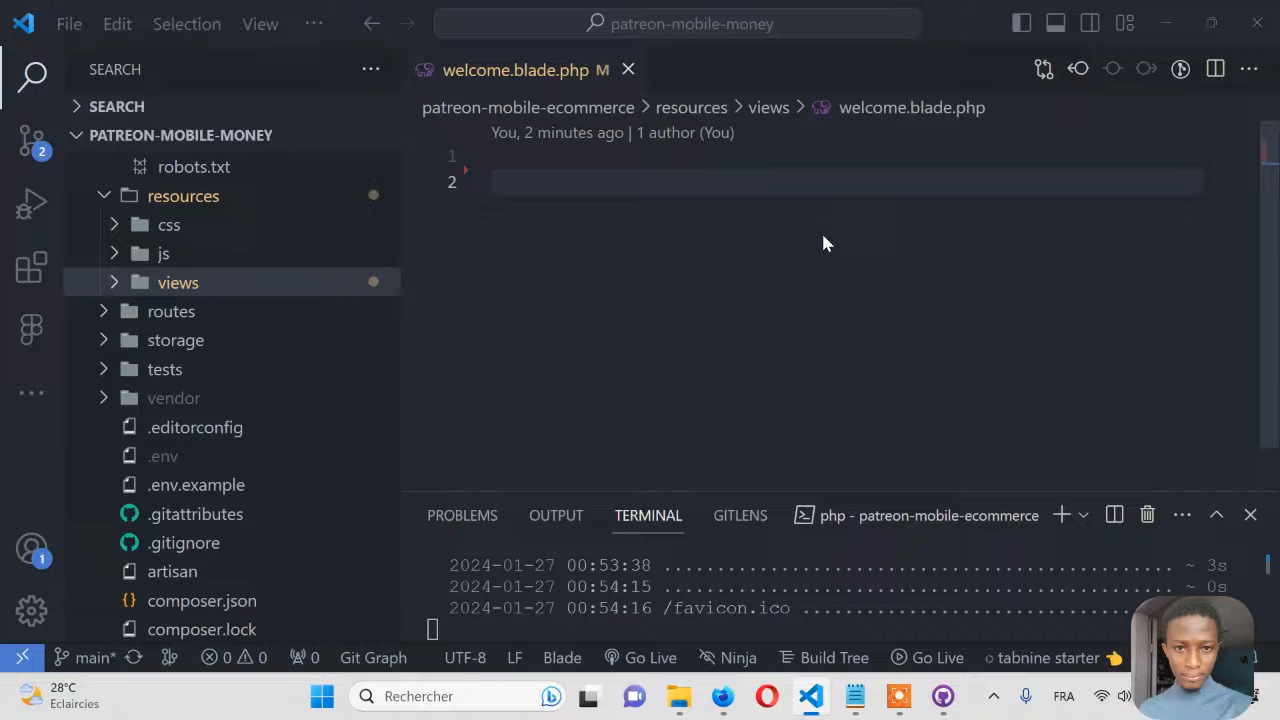 File Edit Selection View ··· patreon-mobile-money
SEARCH ···
welcome.blade.php M
SEARCH
PATREON-MOBILE-MONEY
patreon-mobile-ecommerce > resources > views > welcome.blade.php
You, 2 minutes ago | 1 author (You)
1
2
robots.txt
resources
css
js
views
routes
storage
tests
vendor
.editorconfig
.env
.env.example
.gitattributes
.gitignore
artisan
{} composer.json
composer.lock
2
1
PROBLEMS OUTPUT TERMINAL GITLENS php - patreon-mobile-ecommerce
2024-01-27 00:53:38 ........................................ ~ 3s
2024-01-27 00:54:15 ........................................ ~ 0s
2024-01-27 00:54:16 /favicon.ico ........................................
main* 0 0 0 Git Graph UTF-8 LF Blade Go Live Ninja Build Tree Go Live tabnine starter
28°C
Eclaircies
Rechercher
FRA